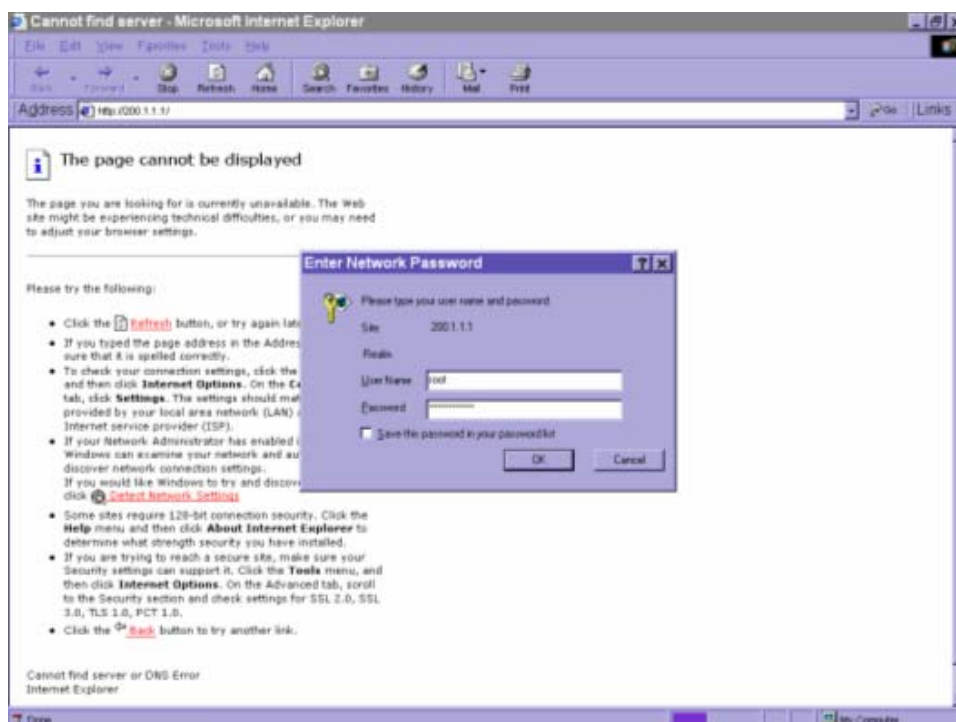 Cannot find server - Microsoft Internet Explorer
File Edit View Favorites Tools Help
Back Forward Stop Refresh Home Search Favorites History Mail Print
Address http://200.1.1.1/ Go Links
The page cannot be displayed
The page you are looking for is currently unavailable. The Web
site might be experiencing technical difficulties, or you may need
to adjust your browser settings.
Please try the following:
Click the Refresh button, or try again
If you typed the page address in the
sure that it is spelled correctly.
To check your connection settings, click the
and then click Internet Options. On the
tab, click Settings. The settings should
provided by your local area network (LAN)
Internet service provider (ISP).
If your Network Administrator has enabled
Windows can examine your network and
discover network connection settings.
If you would like Windows to try and
click Detect Network Settings
Some sites require 128-bit connection security. Click the
Help menu and then click About Internet Explorer to
determine what strength security you have installed.
If you are trying to reach a secure site, make sure your
Security settings can support it. Click the Tools menu, and
then click Internet Options. On the Advanced tab, scroll
to the Security section and check settings for SSL 2.0, SSL
3.0, TLS 1.0, PCT 1.0.
Click the Back button to try another link.
Cannot find server or DNS Error
Internet Explorer
Enter Network Password
Please type your user name and password.
Site: 200.1.1.1
Realm
User Name root
Password
Save this password in your password list
OK Cancel
Done My Computer